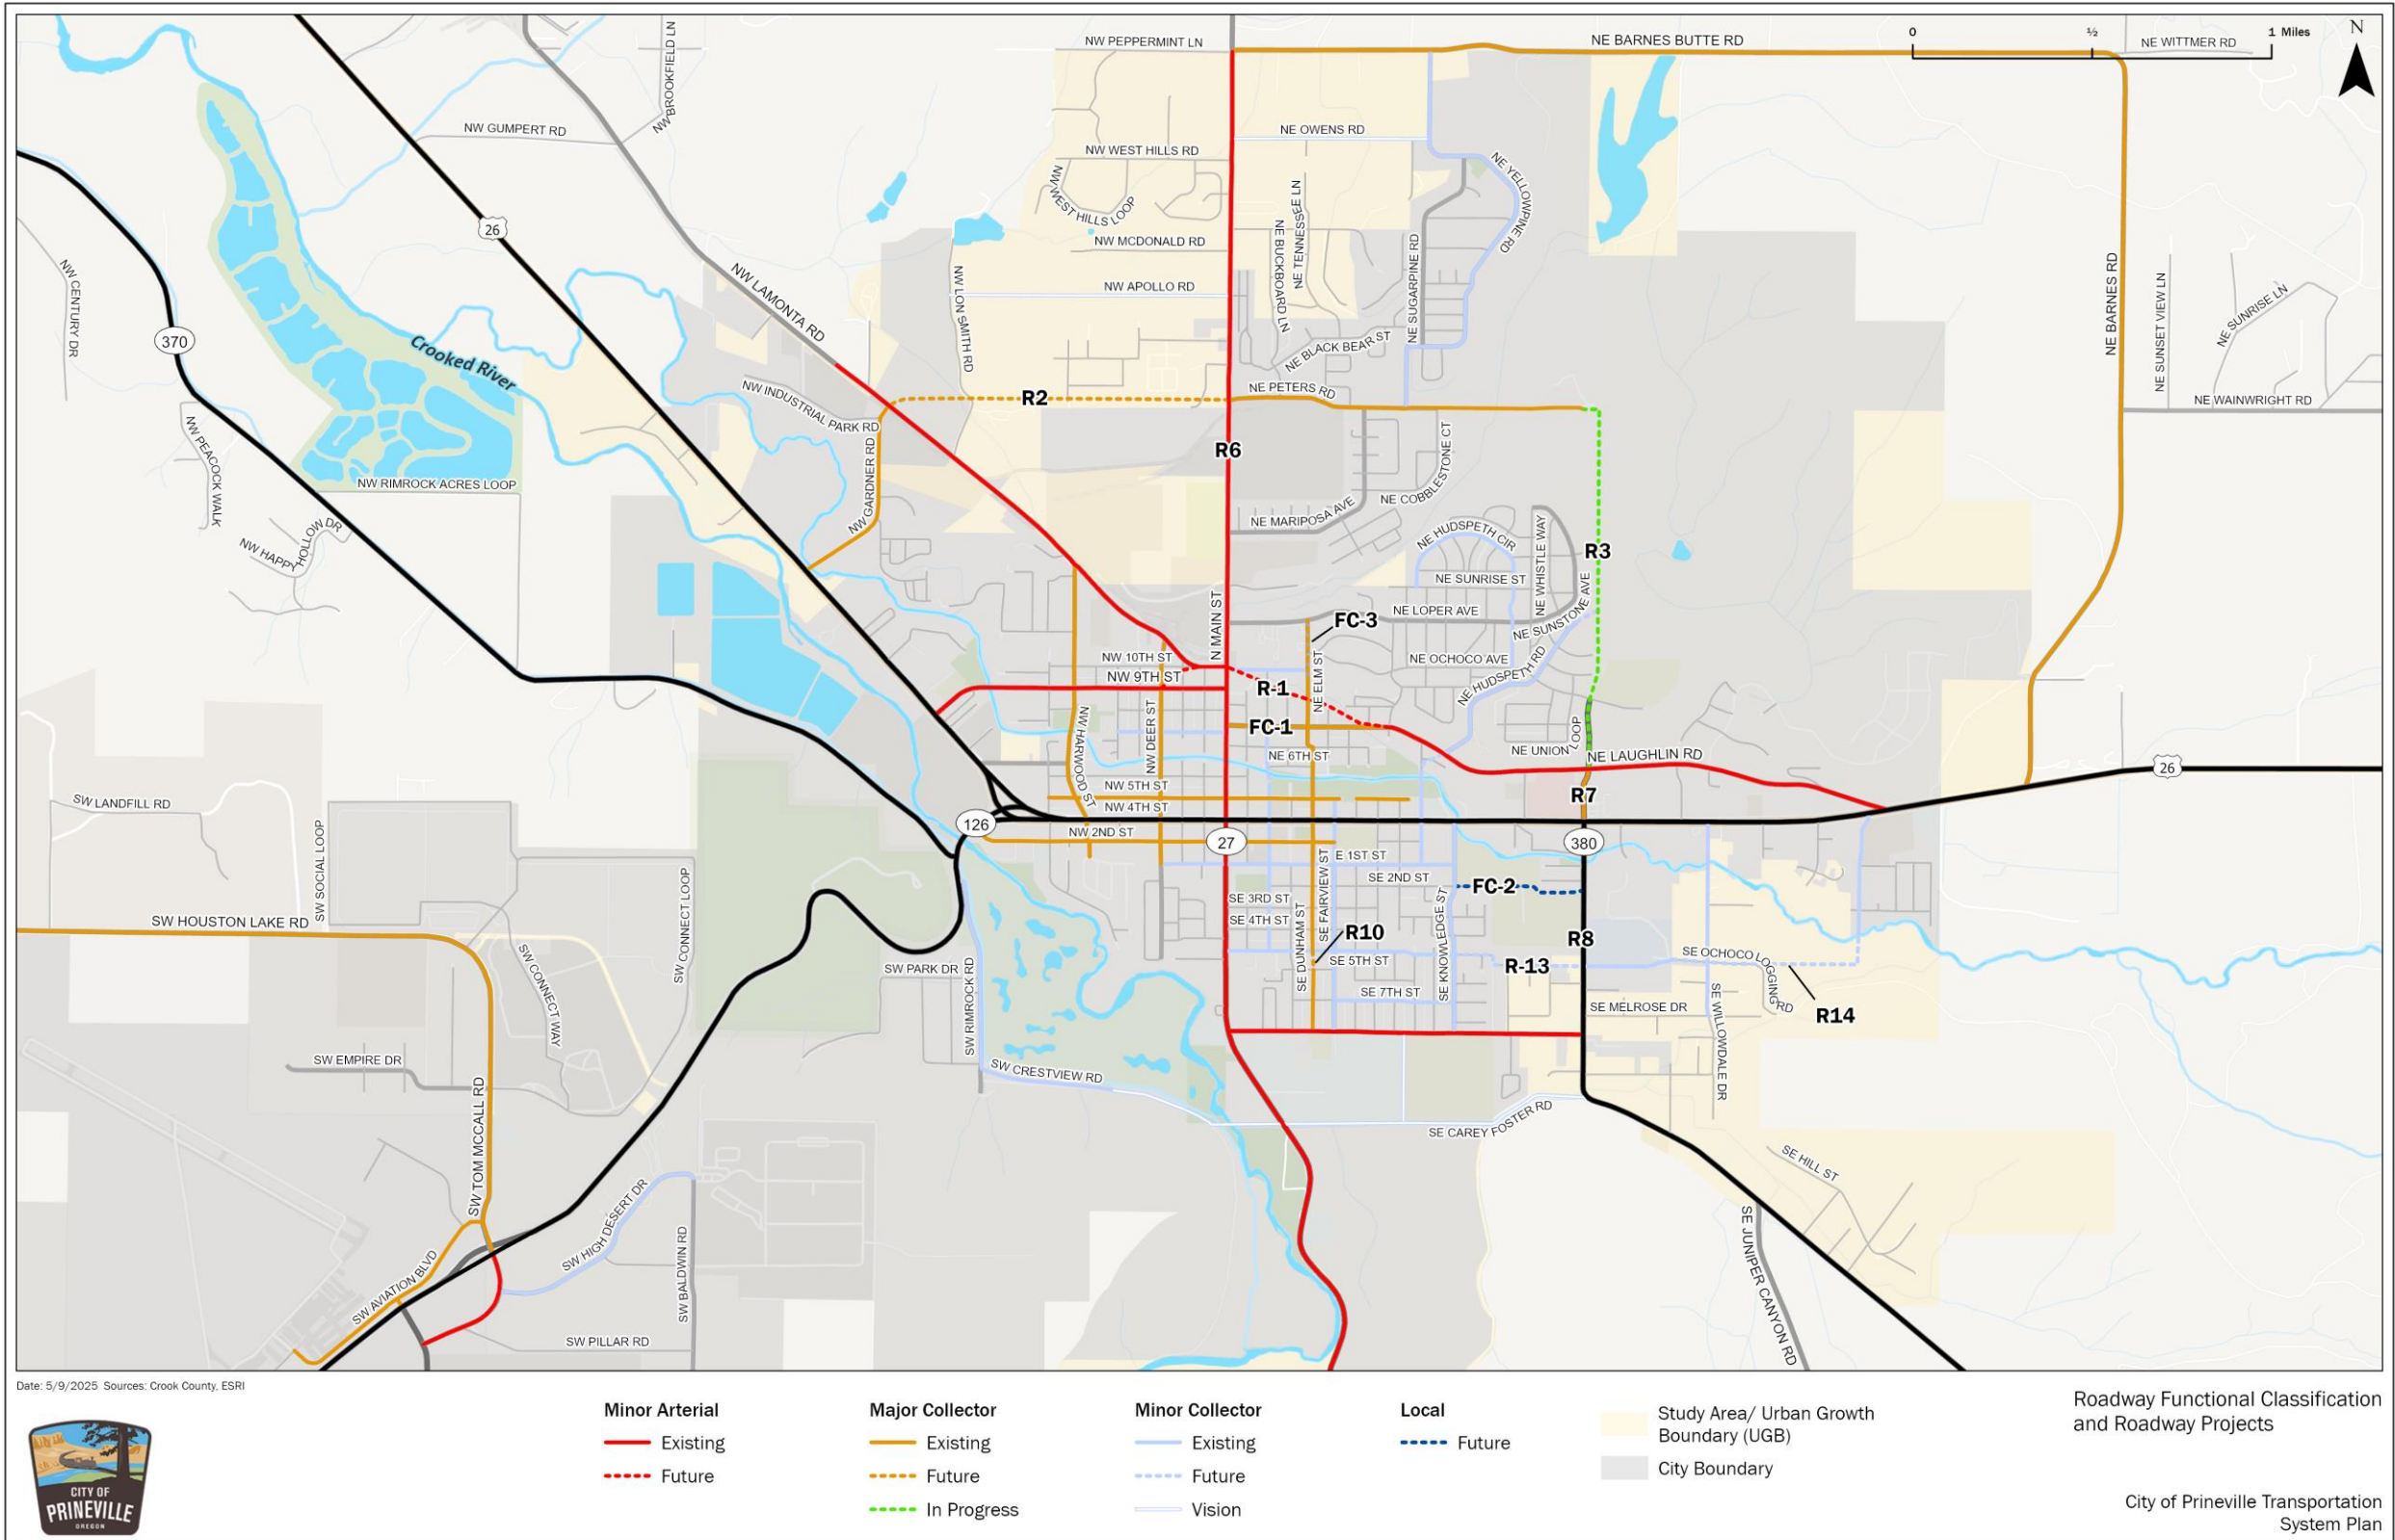 NW PEPPERMINT LN
NE BARNES BUTTE RD
0 ½ 1 Miles
NE WITTMER RD
N
NW BROOKFIELD LN
NW GUMPERT RD
NE OWENS RD
NW WEST HILLS RD
NE YELLOWPINE RD
NW WEST HILLS LOOP
NE TENNESSEE LN
NE BUCKBOARD LN
26
NW MCDONALD RD
NE SUGARPINE RD
NW CENTURY DR
NW LAMONTA RD
NW LON SMITH RD
NW APOLLO RD
NE BARNES RD
NE SUNSET VIEW LN
NE SUNRISE LN
370
Crooked River
NE BLACK BEAR ST
NW INDUSTRIAL PARK RD
R2
NE PETERS RD
NE WAINWRIGHT RD
NW PEACOCK WALK
NW GARDNER RD
R6
NE COBBLESTONE CT
NW RIMROCK ACRES LOOP
NE MARIPOSA AVE
NW HAPPY HOLLOW DR
NE HUDSPETH CIR
NE WHISTLE WAY
R3
NE SUNRISE ST
N MAIN ST
FC-3
NE LOPER AVE
NE SUNSTONE AVE
NW 10TH ST
NE OCHOCO AVE
NW 9TH ST
R-1
NE ELM ST
NE HUDSPETH RD
NW HARWOOD ST
NW DEER ST
FC-1
NE UNION LOOP
NE 6TH ST
NE LAUGHLIN RD
26
NW 5TH ST
R7
NW 4TH ST
SW LANDFILL RD
SW SOCIAL LOOP
126
NW 2ND ST
27
380
E 1ST ST
SE 2ND ST
FC-2
SW CONNECT LOOP
SE 3RD ST
SE FAIRVIEW ST
SE KNOWLEDGE ST
SW HOUSTON LAKE RD
SE 4TH ST
R10
R8
SE DUNHAM ST
SW CONNECT WAY
SW PARK DR
SE 5TH ST
R-13
SE OCHOCO LOGGING RD
SW RIMROCK RD
SE 7TH ST
SE MELROSE DR
R14
SE WILLOWDALE DR
SW EMPIRE DR
SW CRESTVIEW RD
SW TOM MCCALL RD
SE CAREY FOSTER RD
SE HILL ST
SW HIGH DESERT DR
SW BALDWIN RD
SE JUNIPER CANYON RD
SW AVIATION BLVD
SW PILLAR RD
Date: 5/9/2025 Sources: Crook County, ESRI
CITY OF
PRINEVILLE
OREGON
Minor Arterial
Existing
Future
Major Collector
Existing
Future
In Progress
Minor Collector
Existing
Future
Vision
Local
Future
Study Area/ Urban Growth
Boundary (UGB)
City Boundary
Roadway Functional Classification
and Roadway Projects
City of Prineville Transportation
System Plan